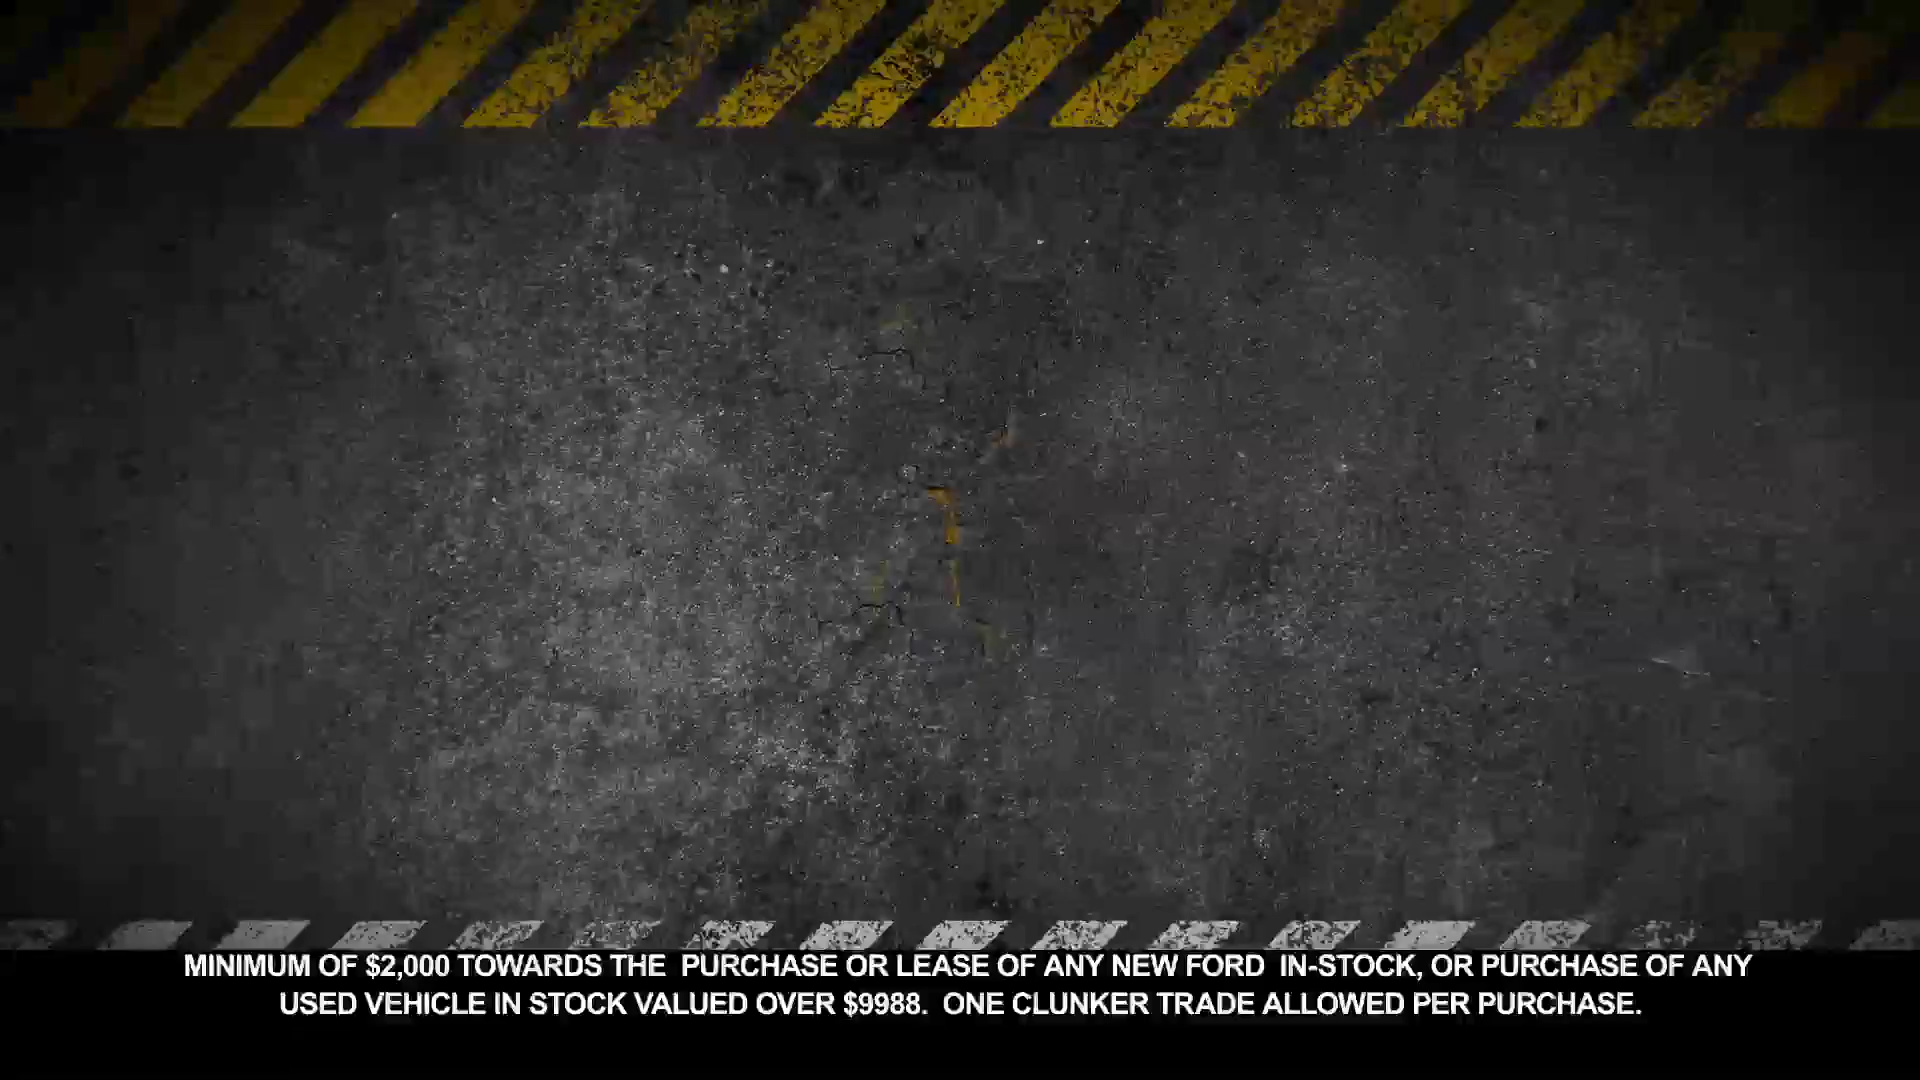 MINIMUM OF $2,000 TOWARDS THE  PURCHASE OR LEASE OF ANY NEW FORD  IN-STOCK, OR PURCHASE OF ANY
USED VEHICLE IN STOCK VALUED OVER $9988.  ONE CLUNKER TRADE ALLOWED PER PURCHASE.